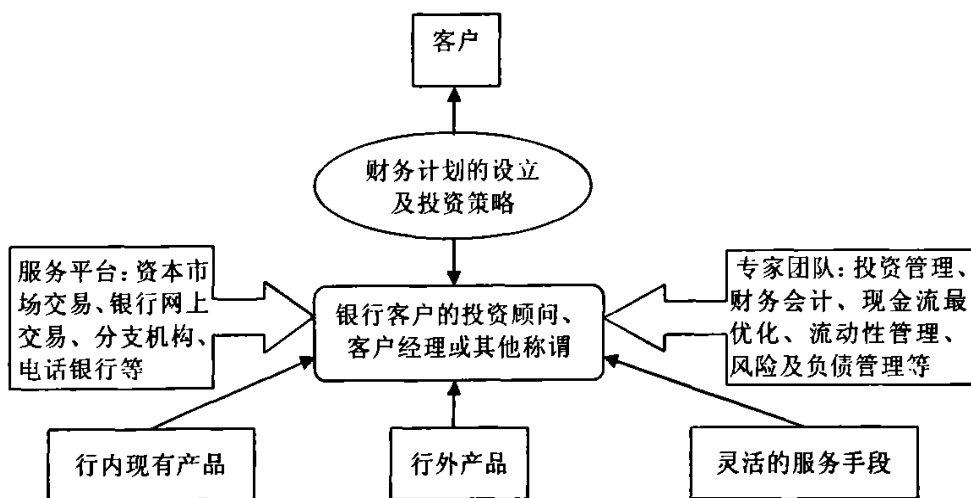 客户
财务计划的设立
及投资策略
服务平台：资本市
场交易、银行网上
交易、分支机构、
电话银行等
银行客户的投资顾问、
客户经理或其他称谓
专家团队：投资管理、
财务会计、现金流最
优化、流动性管理、
风险及负债管理等
行内现有产品
行外产品
灵活的服务手段